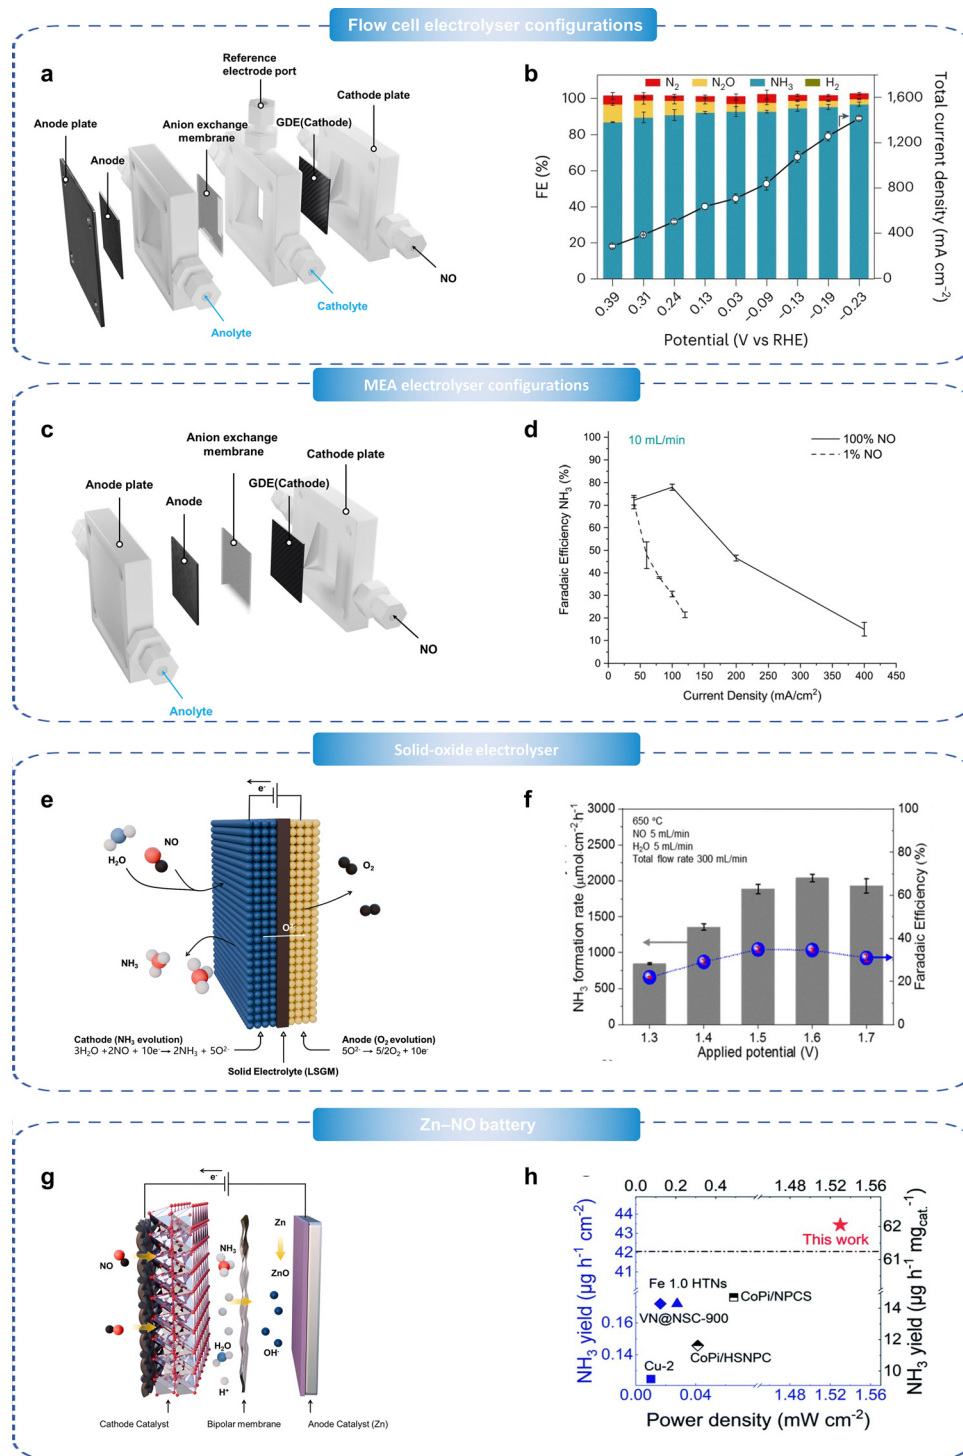 Flow cell electrolyser configurations
a
Reference
electrode port
Cathode plate
Anion exchange
membrane
GDE(Cathode)
Anode plate
Anode
NO
Catholyte
Anolyte
b
N₂ N₂O NH₃ H₂
100
80
60
40
20
0
FE (%)
1,600
1,200
800
400
0
Total current density (mA cm⁻²)
0.39 0.31 0.24 0.13 0.03 −0.09 −0.13 −0.19 −0.23
Potential (V vs RHE)
MEA electrolyser configurations
c
Anion exchange
membrane
Cathode plate
Anode plate
Anode
GDE(Cathode)
NO
Anolyte
d
10 mL/min
100% NO
1% NO
100
90
80
70
60
50
40
30
20
10
0
Faradaic Efficiency NH₃ (%)
0 50 100 150 200 250 300 350 400 450
Current Density (mA/cm²)
Solid-oxide electrolyser
e
e⁻
H₂O
NO
O₂
NH₃
Cathode (NH₃ evolution)
3H₂O +2NO + 10e⁻→ 2NH₃ + 5O²⁻
Anode (O₂ evolution)
5O²⁻→ 5/2O₂ + 10e⁻
Solid Electrolyte (LSGM)
f
650 °C
NO 5 mL/min
H₂O 5 mL/min
Total flow rate 300 mL/min
3000
2500
2000
1500
1000
500
0
NH₃ formation rate (μmol·cm⁻²·h⁻¹)
100
80
60
40
20
0
Faradaic Efficiency (%)
1.3 1.4 1.5 1.6 1.7
Applied potential (V)
Zn–NO battery
g
e⁻
NO
NH₃
Zn
ZnO
H₂O
OH⁻
H⁺
Cathode Catalyst
Bipolar membrane
Anode Catalyst (Zn)
h
0.0 0.2 0.4 1.48 1.52 1.56
44
43
42
41
0.16
0.14
NH₃ yield (μg h⁻¹ cm⁻²)
62
61
14
12
10
NH₃ yield (μg h⁻¹ mg cat.⁻¹)
This work
Fe 1.0 HTNs
CoPi/NPCS
VN@NSC-900
CoPi/HSNPC
Cu-2
0.00 0.04 1.48 1.52 1.56
Power density (mW cm⁻²)